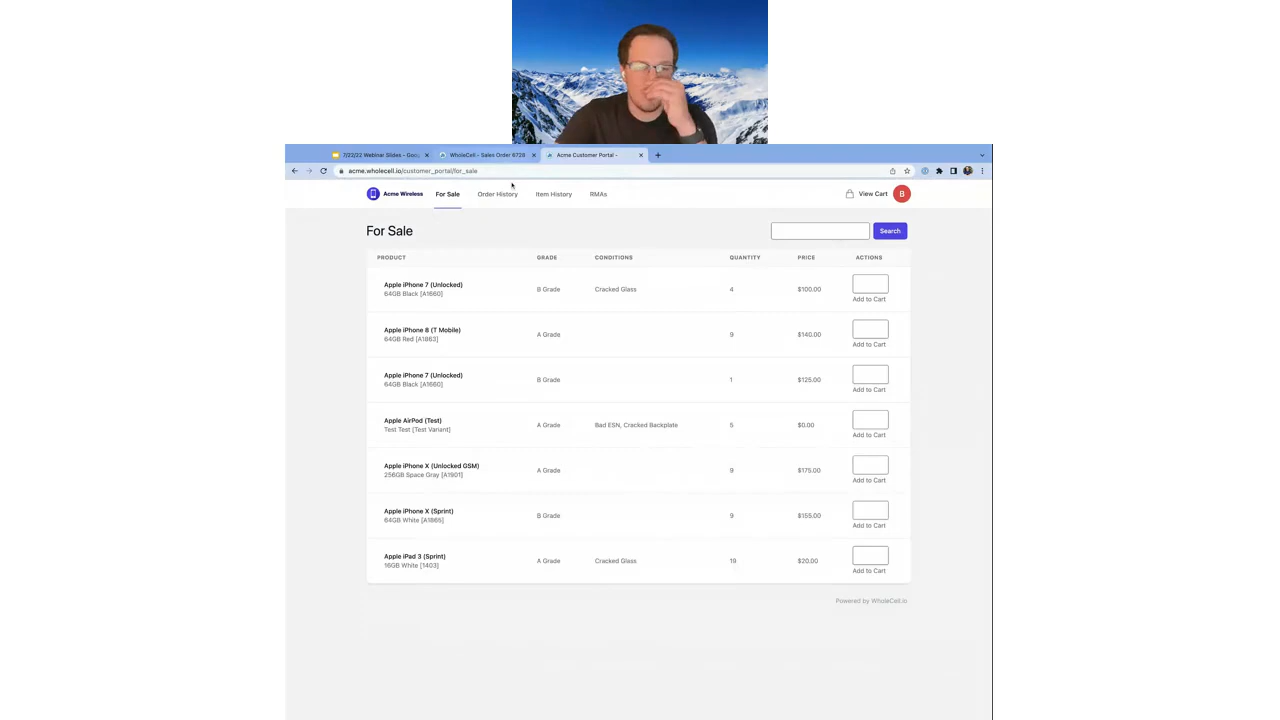 7/22/22 Webinar Slides - Goo
WholeCell - Sales Order 6728
Acme Customer Portal -
acme.wholecell.io/customer_portal/for_sale
Acme Wireless
For Sale
Order History
Item History
RMAs
View Cart
B
For Sale
Search
PRODUCT GRADE CONDITIONS QUANTITY PRICE ACTIONS
Apple iPhone 7 (Unlocked)
64GB Black [A1660]
B Grade Cracked Glass 4 $100.00
Add to Cart
Apple iPhone 8 (T Mobile)
64GB Red [A1863]
A Grade 9 $140.00
Add to Cart
Apple iPhone 7 (Unlocked)
64GB Black [A1660]
B Grade 1 $125.00
Add to Cart
Apple AirPod (Test)
Test Test [Test Variant]
A Grade Bad ESN, Cracked Backplate 5 $0.00
Add to Cart
Apple iPhone X (Unlocked GSM)
256GB Space Gray [A1901]
A Grade 9 $175.00
Add to Cart
Apple iPhone X (Sprint)
64GB White [A1865]
B Grade 9 $155.00
Add to Cart
Apple iPad 3 (Sprint)
16GB White [1403]
A Grade Cracked Glass 18 $20.00
Add to Cart
Powered by WholeCell.io